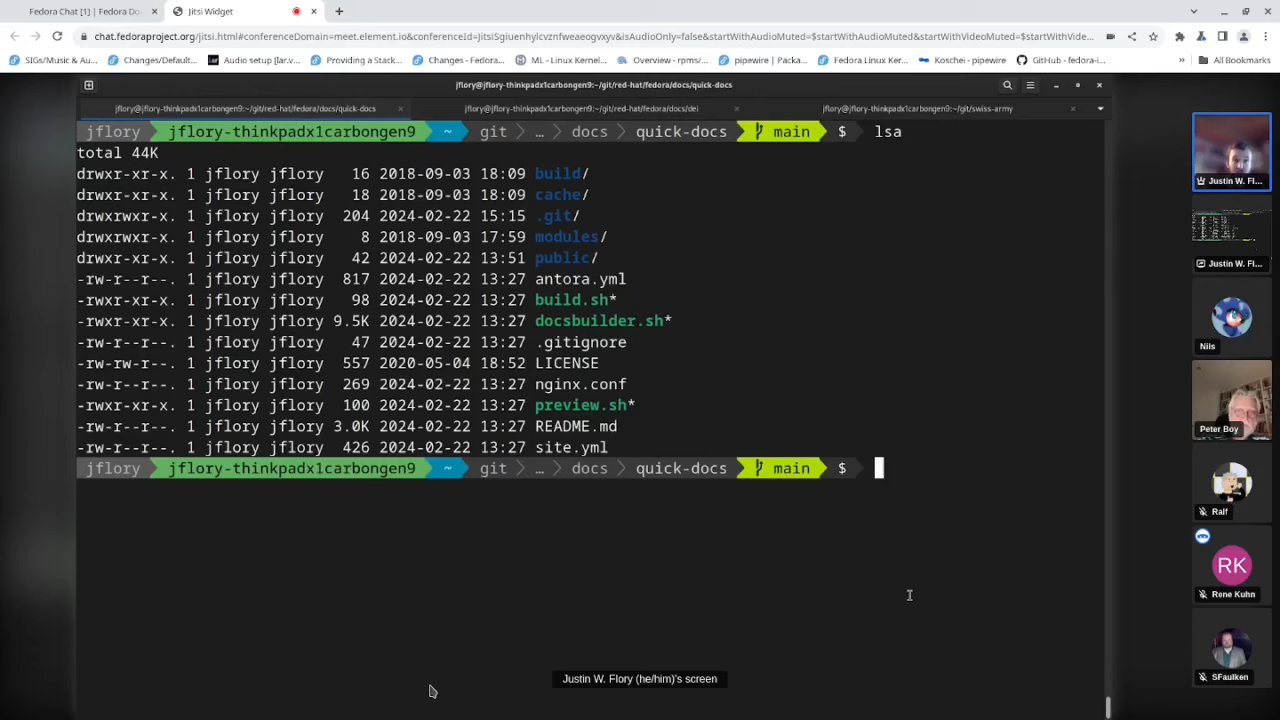 Fedora Chat [1] | Fedora Do
Jitsi Widget
chat.fedoraproject.org/jitsi.html#conferenceDomain=meet.element.io&conferenceId=JitsiSgiuenhylcvznfweaeogvxyv&isAudioOnly=false&startWithAudioMuted=$startWithAudioMuted&startWithVideoMuted=$startWithVideoMuted&startWithV...
SIGs/Music & Au...
Changes/Default...
Audio setup [lar.v...
Providing a Stack...
Changes - Fedora...
ML - Linux Kernel...
Overview - rpms/...
pipewire | Packa...
Fedora Linux Ker...
Koschei - pipewire
GitHub - fedora-i...
»
All Bookmarks
jflory@jflory-thinkpadx1carbongen9:~/git/red-hat/fedora/docs/quick-docs
jflory@jflory-thinkpadx1carbongen9:~/git/red-hat/fedora/docs/quick-docs
jflory@jflory-thinkpadx1carbongen9:~/git/red-hat/fedora/docs/dei
jflory@jflory-thinkpadx1carbongen9:~/git/swiss-army
jflory jflory-thinkpadx1carbongen9 ~ git … docs quick-docs main $ lsa
total 44K
drwxr-xr-x. 1 jflory jflory 16 2018-09-03 18:09 build/
drwxr-xr-x. 1 jflory jflory 18 2018-09-03 18:09 cache/
drwxrwxr-x. 1 jflory jflory 204 2024-02-22 15:15 .git/
drwxrwxr-x. 1 jflory jflory 8 2018-09-03 17:59 modules/
drwxr-xr-x. 1 jflory jflory 42 2024-02-22 13:51 public/
-rw-r--r--. 1 jflory jflory 817 2024-02-22 13:27 antora.yml
-rwxr-xr-x. 1 jflory jflory 98 2024-02-22 13:27 build.sh*
-rwxr-xr-x. 1 jflory jflory 9.5K 2024-02-22 13:27 docsbuilder.sh*
-rw-r--r--. 1 jflory jflory 47 2024-02-22 13:27 .gitignore
-rw-rw-r--. 1 jflory jflory 557 2020-05-04 18:52 LICENSE
-rw-r--r--. 1 jflory jflory 269 2024-02-22 13:27 nginx.conf
-rwxr-xr-x. 1 jflory jflory 100 2024-02-22 13:27 preview.sh*
-rw-r--r--. 1 jflory jflory 3.0K 2024-02-22 13:27 README.md
-rw-r--r--. 1 jflory jflory 426 2024-02-22 13:27 site.yml
jflory jflory-thinkpadx1carbongen9 ~ git … docs quick-docs main $
Justin W. Flory (he/him)'s screen
Justin W. Fl...
Justin W. Fl...
Nils
Peter Boy
Ralf
RK
Rene Kuhn
SFaulken